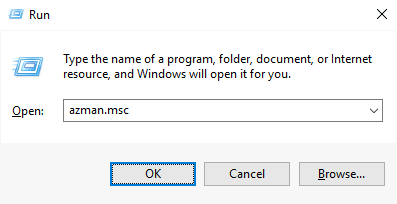 Run
Type the name of a program, folder, document, or Internet
resource, and Windows will open it for you.
Open: azman.msc
OK Cancel Browse...